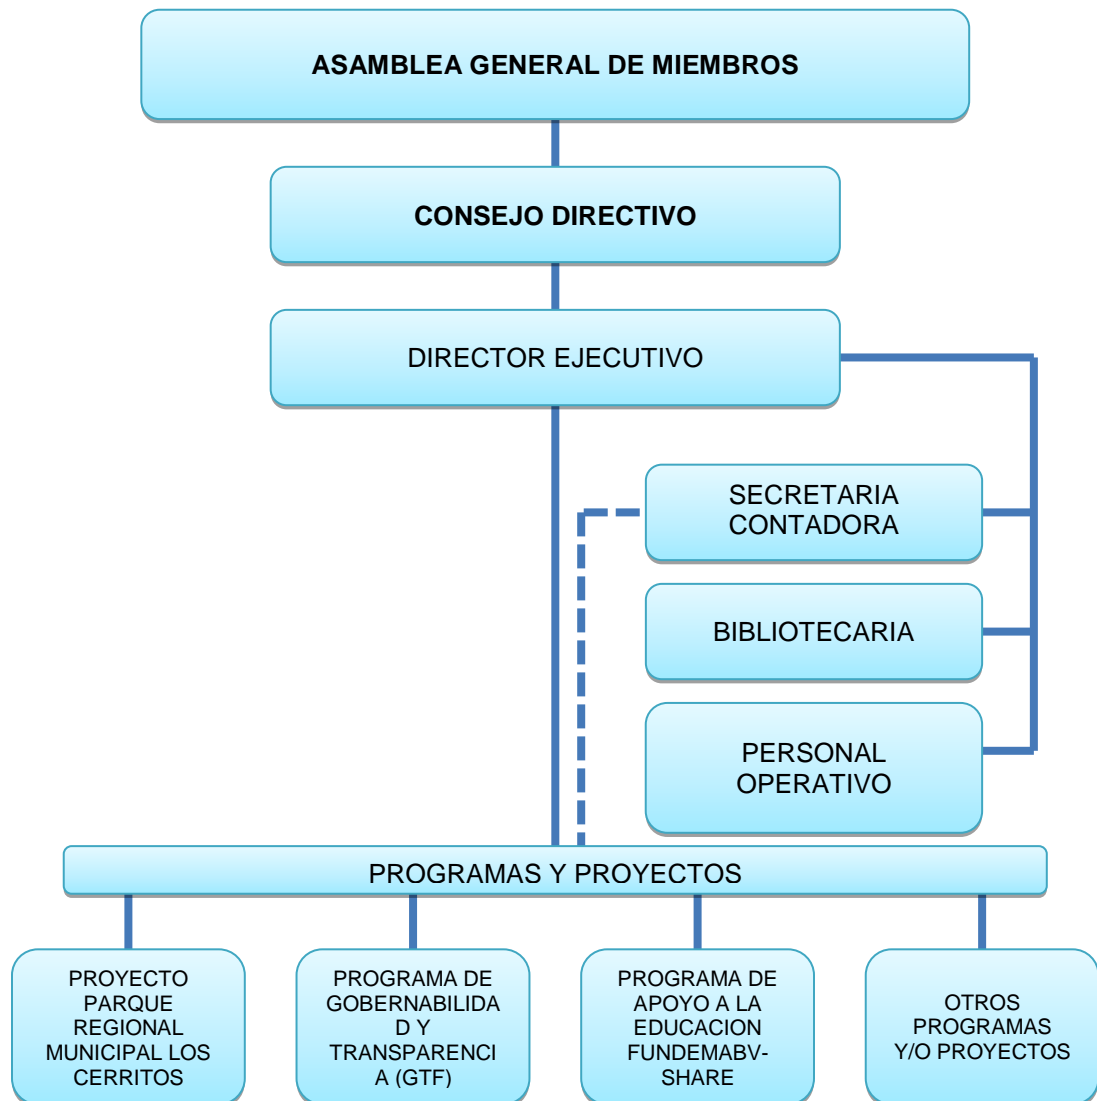 ASAMBLEA GENERAL DE MIEMBROS
CONSEJO DIRECTIVO
DIRECTOR EJECUTIVO
SECRETARIA
CONTADORA
BIBLIOTECARIA
PERSONAL
OPERATIVO
PROGRAMAS Y PROYECTOS
PROYECTO
PARQUE
REGIONAL
MUNICIPAL LOS
CERRITOS
PROGRAMA DE
GOBERNABILIDA
D Y
TRANSPARENCI
A (GTF)
PROGRAMA DE
APOYO A LA
EDUCACION
FUNDEMABV-
SHARE
OTROS
PROGRAMAS
Y/O PROYECTOS